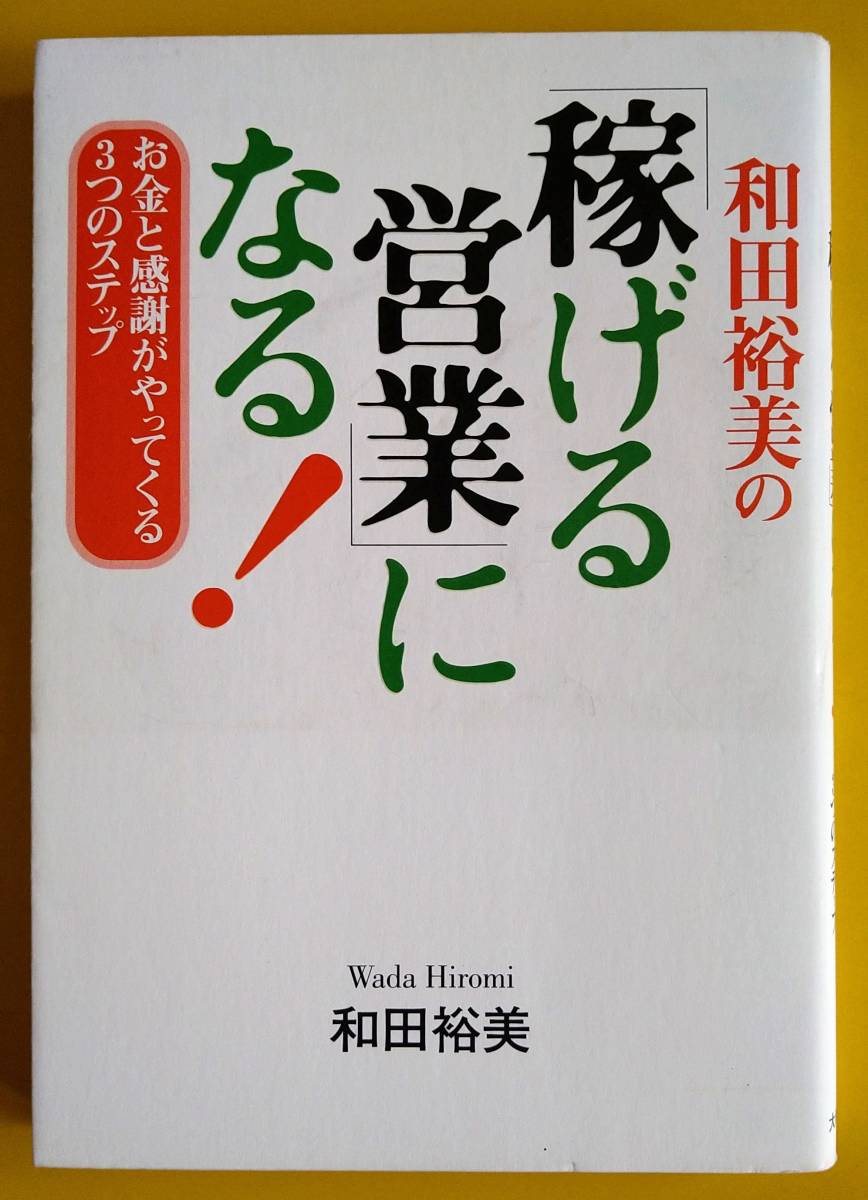 和田裕美の
「稼げる
営業」に
なる!
お金と感謝がやってくる
3つのステップ
Wada Hiromi
和田裕美